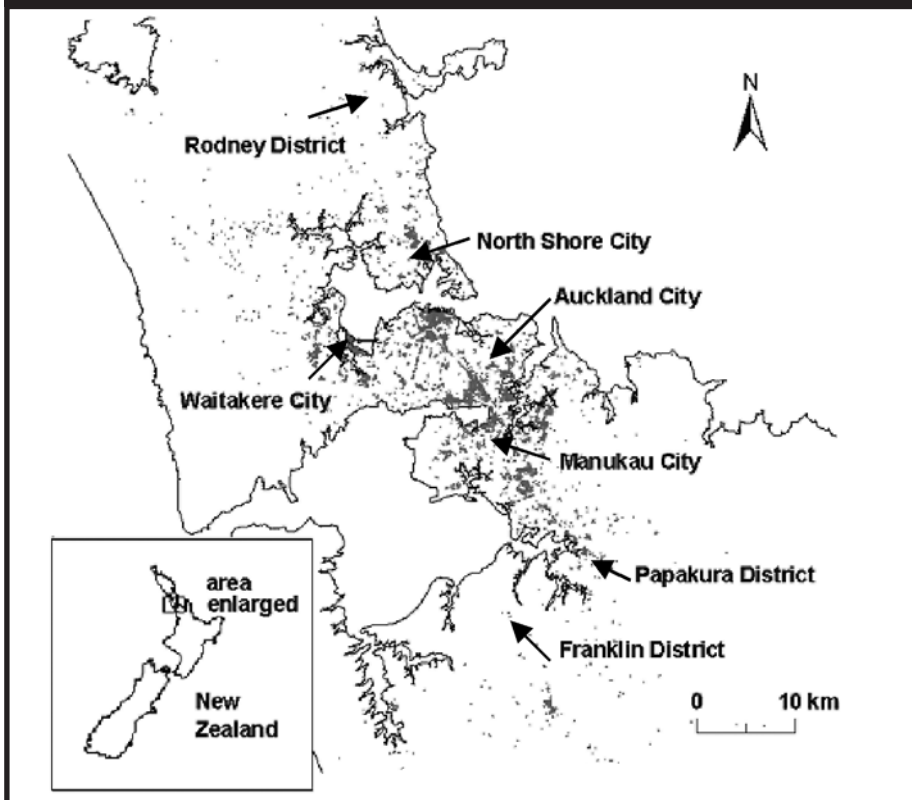 N
Rodney District
North Shore City
Auckland City
Waitakere City
Manukau City
Papakura District
Franklin District
area
enlarged
New
Zealand
0 10 km